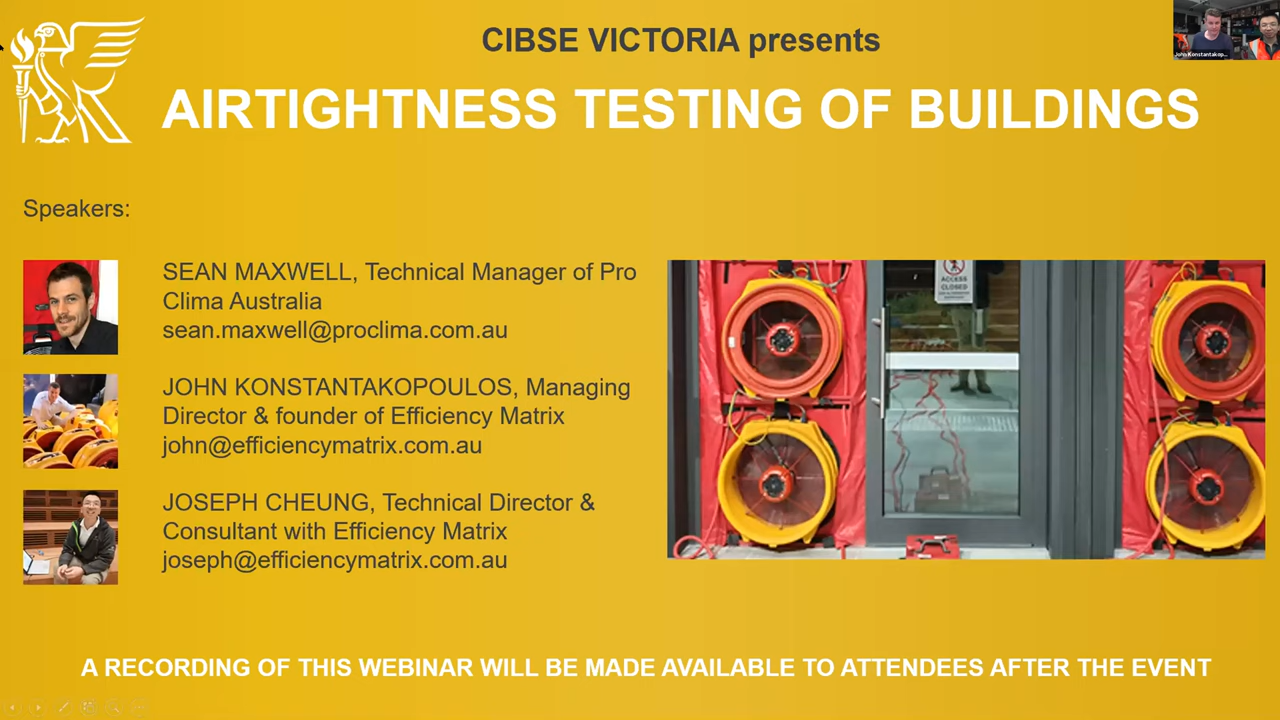 CIBSE VICTORIA presents
AIRTIGHTNESS TESTING OF BUILDINGS
Speakers:
SEAN MAXWELL, Technical Manager of Pro
Clima Australia
sean.maxwell@proclima.com.au
JOHN KONSTANTAKOPOULOS, Managing
Director & founder of Efficiency Matrix
john@efficiencymatrix.com.au
JOSEPH CHEUNG, Technical Director &
Consultant with Efficiency Matrix
joseph@efficiencymatrix.com.au
ACCESS
CLOSED
A RECORDING OF THIS WEBINAR WILL BE MADE AVAILABLE TO ATTENDEES AFTER THE EVENT
John Konstantakop...